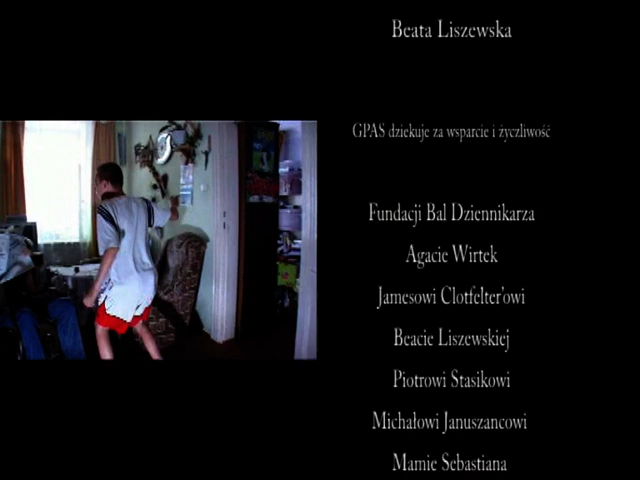 Beata Liszewska
GPAS dziekuje za wsparcie i życzliwość
Fundacji Bal Dziennikarza
Agacie Wirtek
Jamesowi Clotfelter'owi
Beacie Liszewskiej
Piotrowi Stasikowi
Michałowi Januszancowi
Mamie Sebastiana